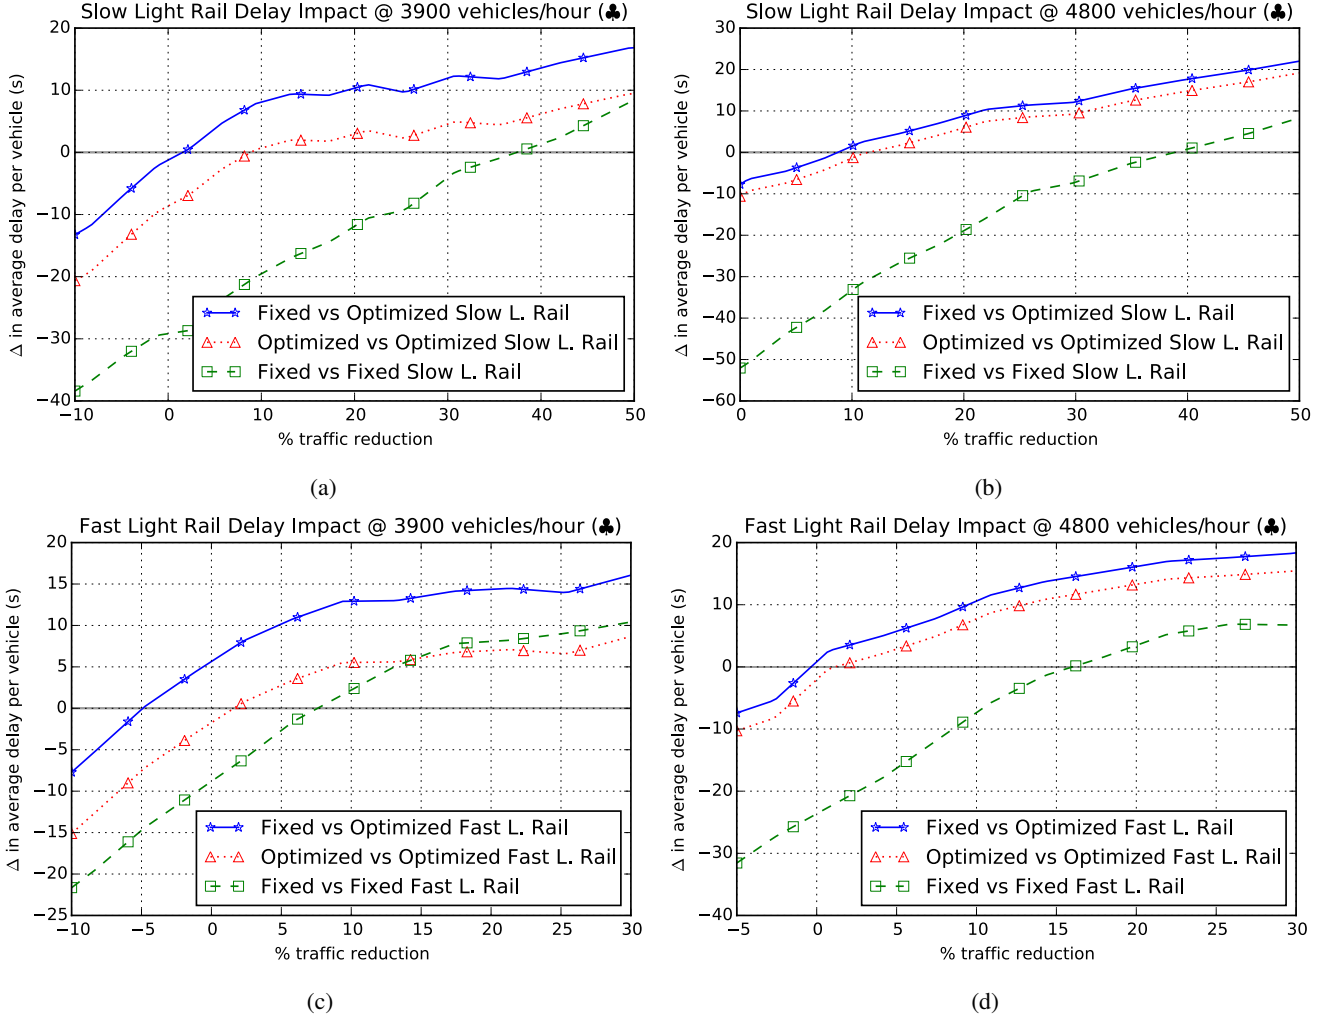 Slow Light Rail Delay Impact @ 3900 vehicles/hour (♣)
20
10
0
−10
−20
−30
−40
Δ in average delay per vehicle (s)
Fixed vs Optimized Slow L. Rail
Optimized vs Optimized Slow L. Rail
Fixed vs Fixed Slow L. Rail
−10 0 10 20 30 40 50
% traffic reduction
(a)
Slow Light Rail Delay Impact @ 4800 vehicles/hour (♣)
30
20
10
0
−10
−20
−30
−40
−50
−60
Δ in average delay per vehicle (s)
Fixed vs Optimized Slow L. Rail
Optimized vs Optimized Slow L. Rail
Fixed vs Fixed Slow L. Rail
0 10 20 30 40 50
% traffic reduction
(b)
Fast Light Rail Delay Impact @ 3900 vehicles/hour (♣)
20
15
10
5
0
−5
−10
−15
−20
−25
Δ in average delay per vehicle (s)
Fixed vs Optimized Fast L. Rail
Optimized vs Optimized Fast L. Rail
Fixed vs Fixed Fast L. Rail
−10 −5 0 5 10 15 20 25 30
% traffic reduction
(c)
Fast Light Rail Delay Impact @ 4800 vehicles/hour (♣)
20
10
0
−10
−20
−30
−40
Δ in average delay per vehicle (s)
Fixed vs Optimized Fast L. Rail
Optimized vs Optimized Fast L. Rail
Fixed vs Fixed Fast L. Rail
−5 0 5 10 15 20 25 30
% traffic reduction
(d)